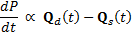 dP/dt ∝ Q_d(t) − Q_s(t)